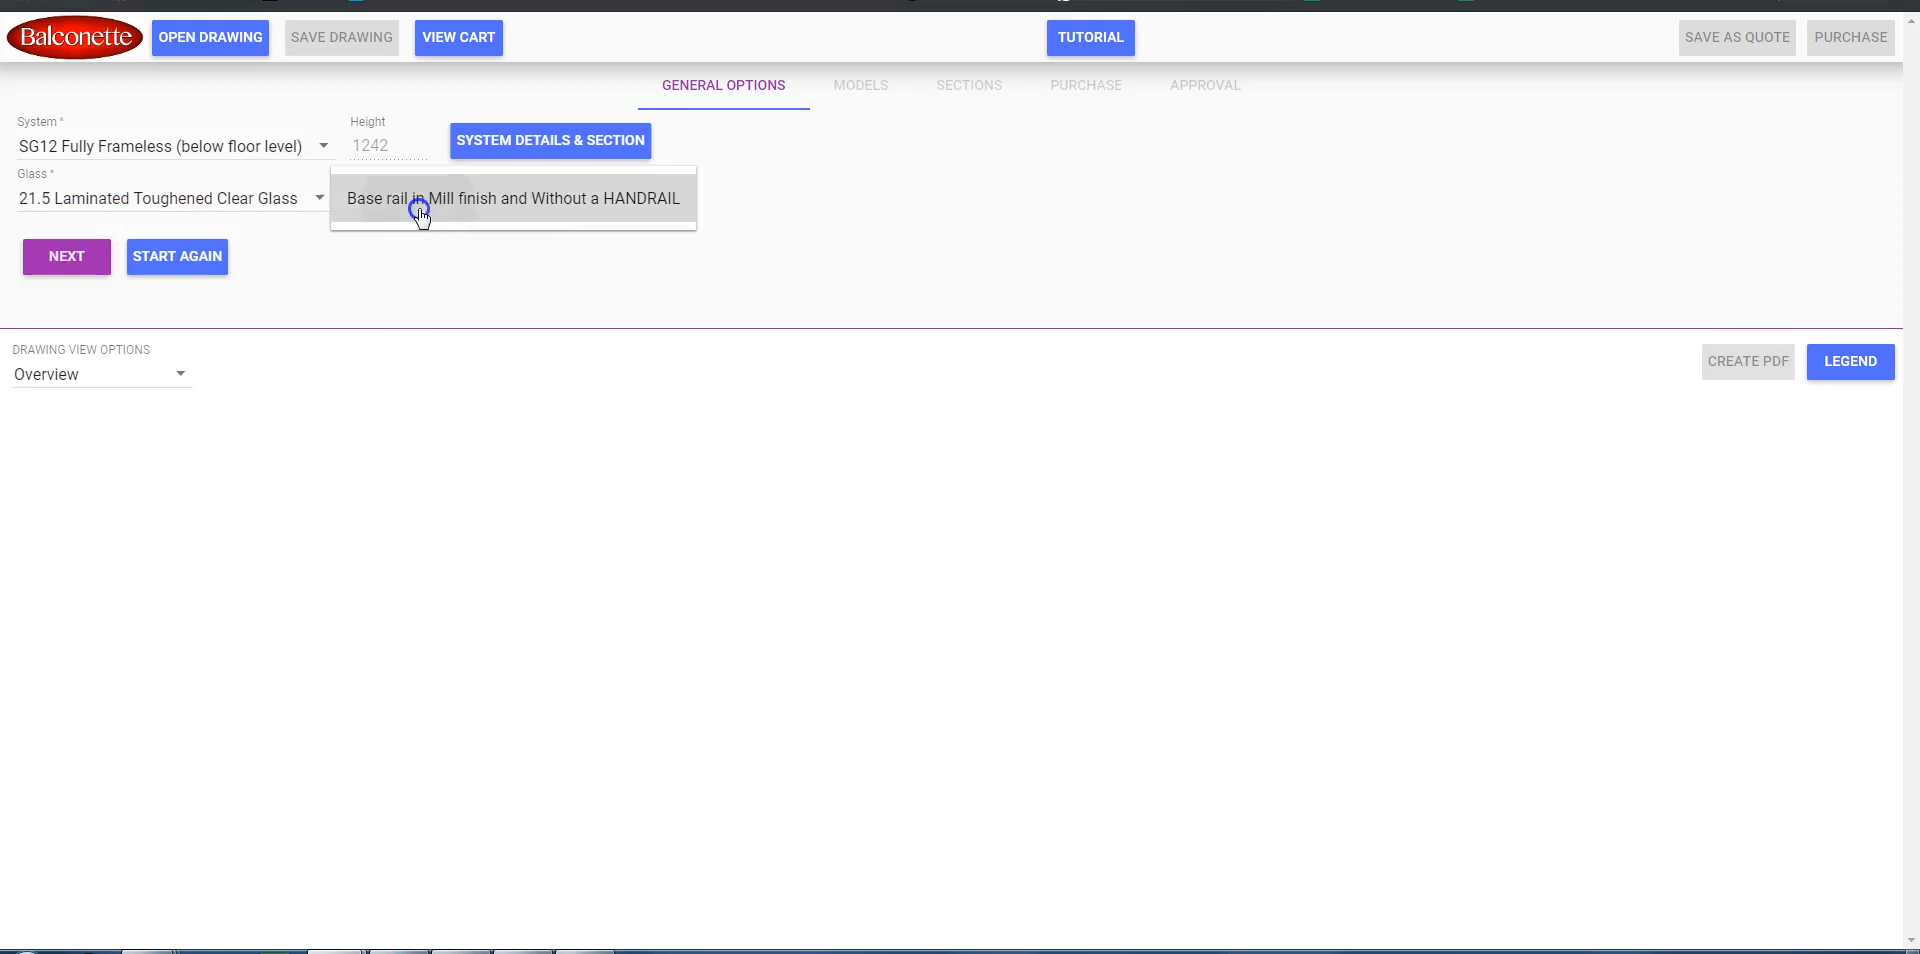 Balconette
OPEN DRAWING
SAVE DRAWING
VIEW CART
TUTORIAL
SAVE AS QUOTE
PURCHASE
GENERAL OPTIONS
MODELS
SECTIONS
PURCHASE
APPROVAL
System *
SG12 Fully Frameless (below floor level)
Height
1242
SYSTEM DETAILS & SECTION
Glass *
21.5 Laminated Toughened Clear Glass
Base rail in Mill finish and Without a HANDRAIL
NEXT
START AGAIN
DRAWING VIEW OPTIONS
Overview
CREATE PDF
LEGEND